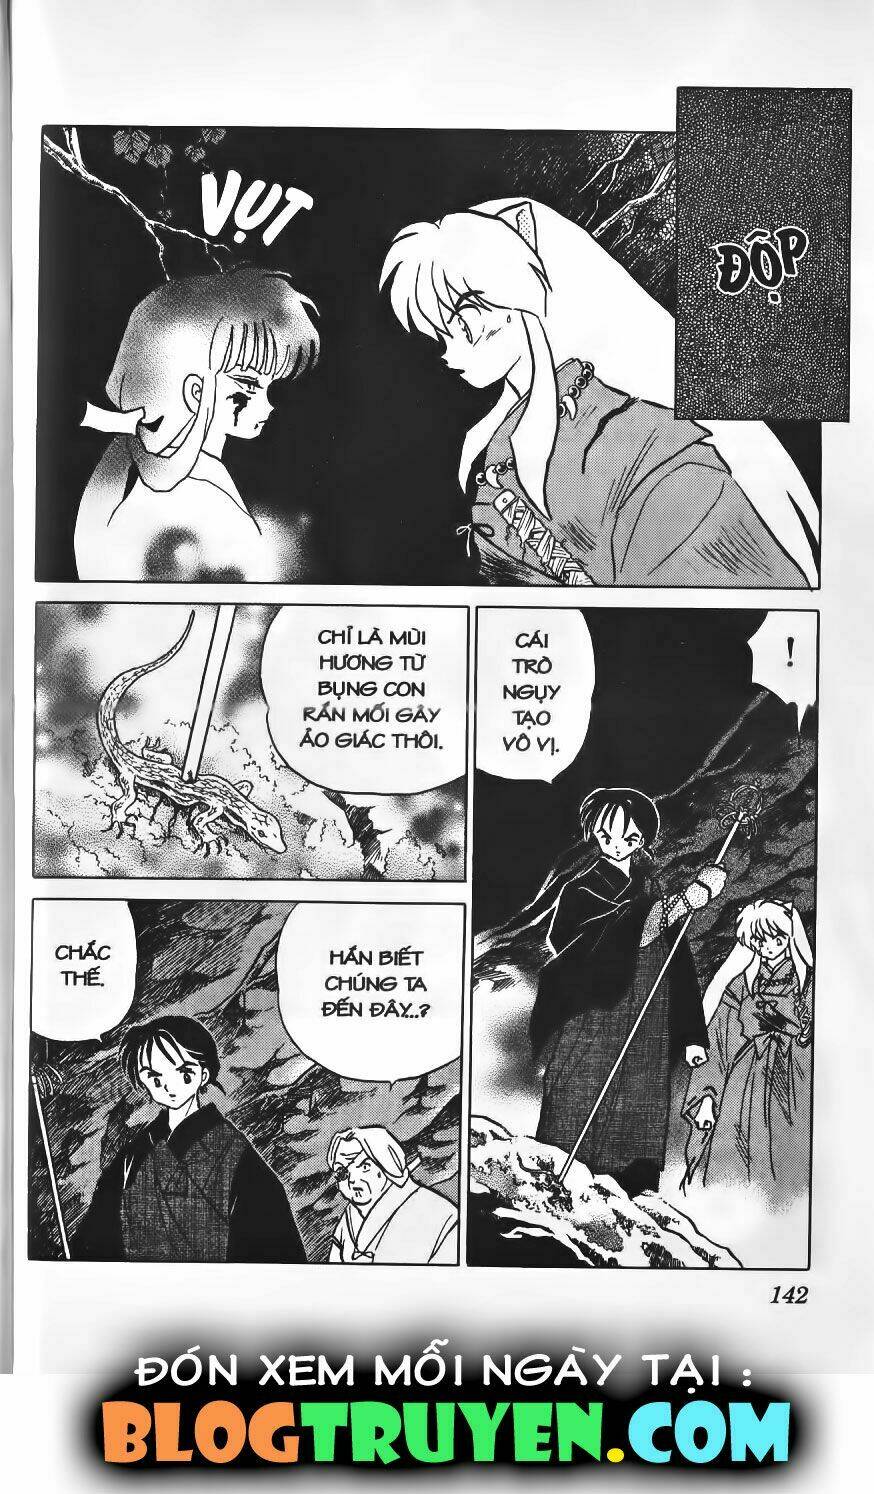 ĐỘP
VỤT
!
CÁI
TRÒ
NGỤY
TẠO
VÔ VỊ.
CHỈ LÀ MÙI
HƯƠNG TỪ
BỤNG CON
RẮN MỐI GÂY
ẢO GIÁC THÔI.
HẮN BIẾT
CHÚNG TA
ĐẾN ĐÂY..?
CHẮC
THẾ.
142
ĐÓN XEM MỖI NGÀY TẠI :
BLOGTRUYEN.COM